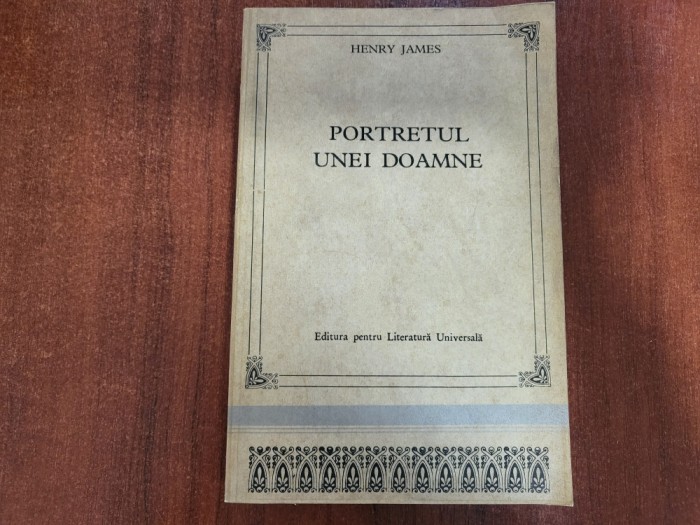 HENRY JAMES
PORTRETUL
UNEI DOAMNE
Editura pentru Literatură Universală